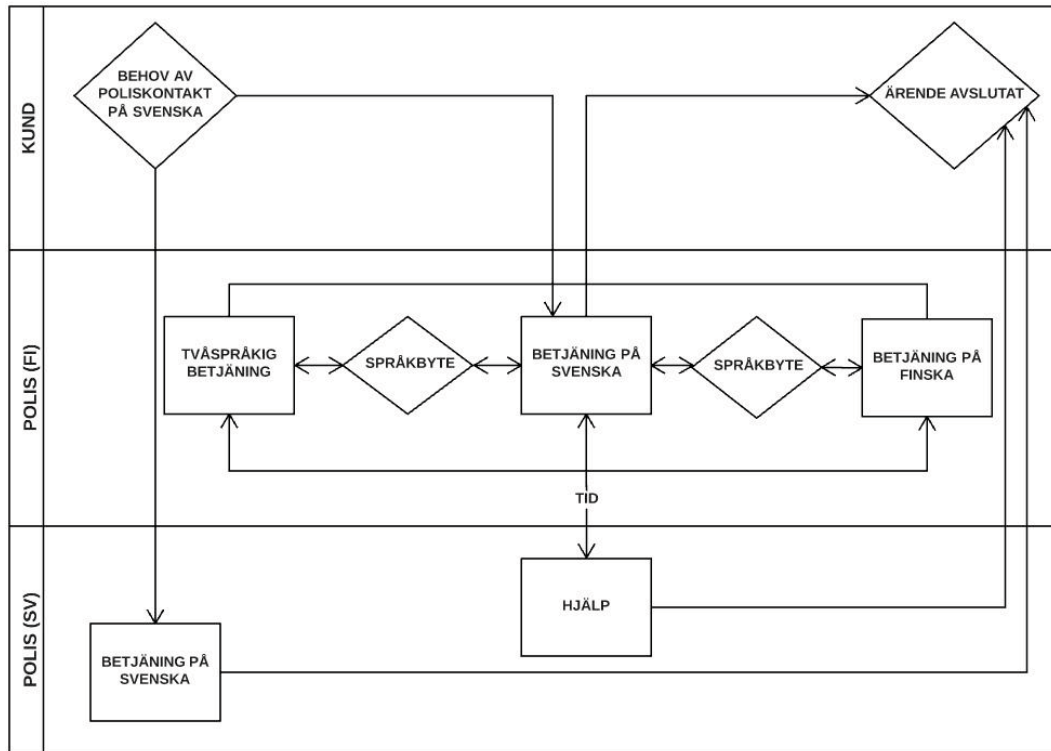 KUND
BEHOV AV
POLISKONTAKT
PÅ SVENSKA
ÄRENDE AVSLUTAT
POLIS (FI)
TVÅSPRÅKIG
BETJÄNING
SPRÅKBYTE
BETJÄNING PÅ
SVENSKA
SPRÅKBYTE
BETJÄNING PÅ
FINSKA
TID
POLIS (SV)
HJÄLP
BETJÄNING PÅ
SVENSKA